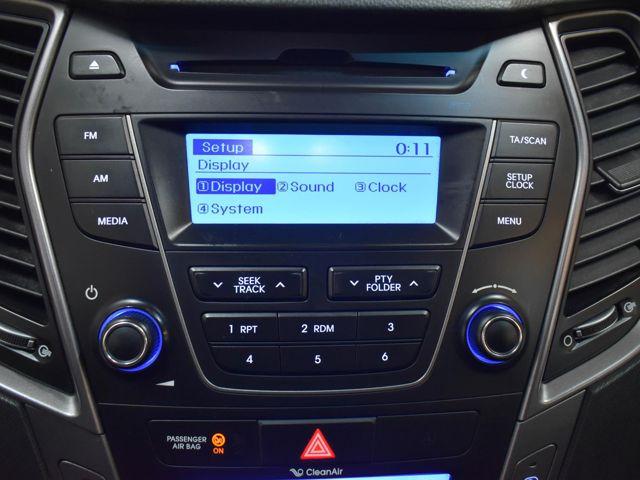 FM
AM
MEDIA
Setup 0:11
Display
①Display ②Sound ③Clock
④System
TA/SCAN
SETUP
CLOCK
MENU
SEEK
TRACK
PTY
FOLDER
1 RPT 2 RDM 3
4 5 6
PASSENGER
AIR BAG
ON
CleanAir